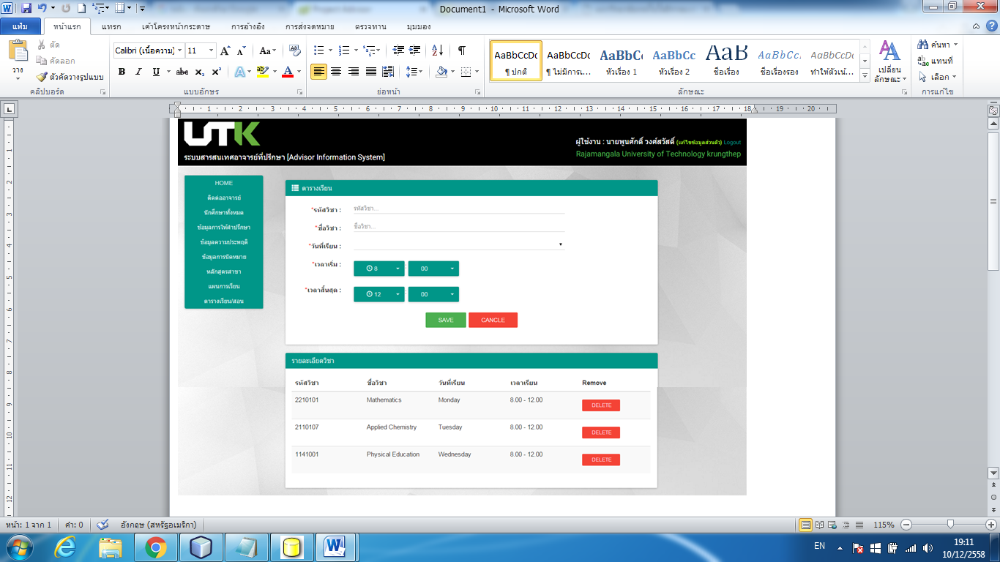 Document1 - Microsoft Word
แฟ้ม หน้าแรก แทรก เค้าโครงหน้ากระดาษ การอ้างอิง การส่งจดหมาย ตรวจทาน มุมมอง
วาง
ตัด
คัดลอก
ตัวคัดวางรูปแบบ
คลิปบอร์ด
Calibri (เนื้อความ) 11
แบบอักษร
ย่อหน้า
AaBbCcDc AaBbCcDc AaBbC AaBbCc AaB AaBbCc. AaBbCcDc
¶ ปกติ ¶ ไม่มีการเ... หัวเรื่อง 1 หัวเรื่อง 2 ชื่อเรื่อง ชื่อเรื่องรอง ทำให้ตัวเน้...
ลักษณะ
เปลี่ยน
ลักษณะ
ค้นหา
แทนที่
เลือก
การแก้ไข
1 2 3 4 5 6 7 8 9 10 11 12 13 14 15 16 17 18 19 20
UTK
ระบบสารสนเทศอาจารย์ที่ปรึกษา [Advisor Information System]
ผู้ใช้งาน : นายพูนศักดิ์ วงศ์สวัสดิ์ (แก้ไขข้อมูลส่วนตัว) Logout
Rajamangala University of Technology krungthep
HOME
ติดต่ออาจารย์
นักศึกษาทั้งหมด
ข้อมูลการให้คำปรึกษา
ข้อมูลความประพฤติ
ข้อมูลการนัดหมาย
หลักสูตรสาขา
แผนการเรียน
ตารางเรียน/สอน
ตารางเรียน
*รหัสวิชา : รหัสวิชา...
*ชื่อวิชา : ชื่อวิชา...
*วันที่เรียน :
*เวลาเริ่ม : 8 : 00
*เวลาสิ้นสุด : 12 : 00
SAVE CANCLE
รายละเอียดวิชา
รหัสวิชา ชื่อวิชา วันที่เรียน เวลาเรียน Remove
2210101 Mathematics Monday 8.00 - 12.00 DELETE
2110107 Applied Chemistry Tuesday 8.00 - 12.00 DELETE
1141001 Physical Education Wednesday 8.00 - 12.00 DELETE
หน้า: 1 จาก 1 คำ: 0 อังกฤษ (สหรัฐอเมริกา) 115%
EN 19:11
10/12/2558